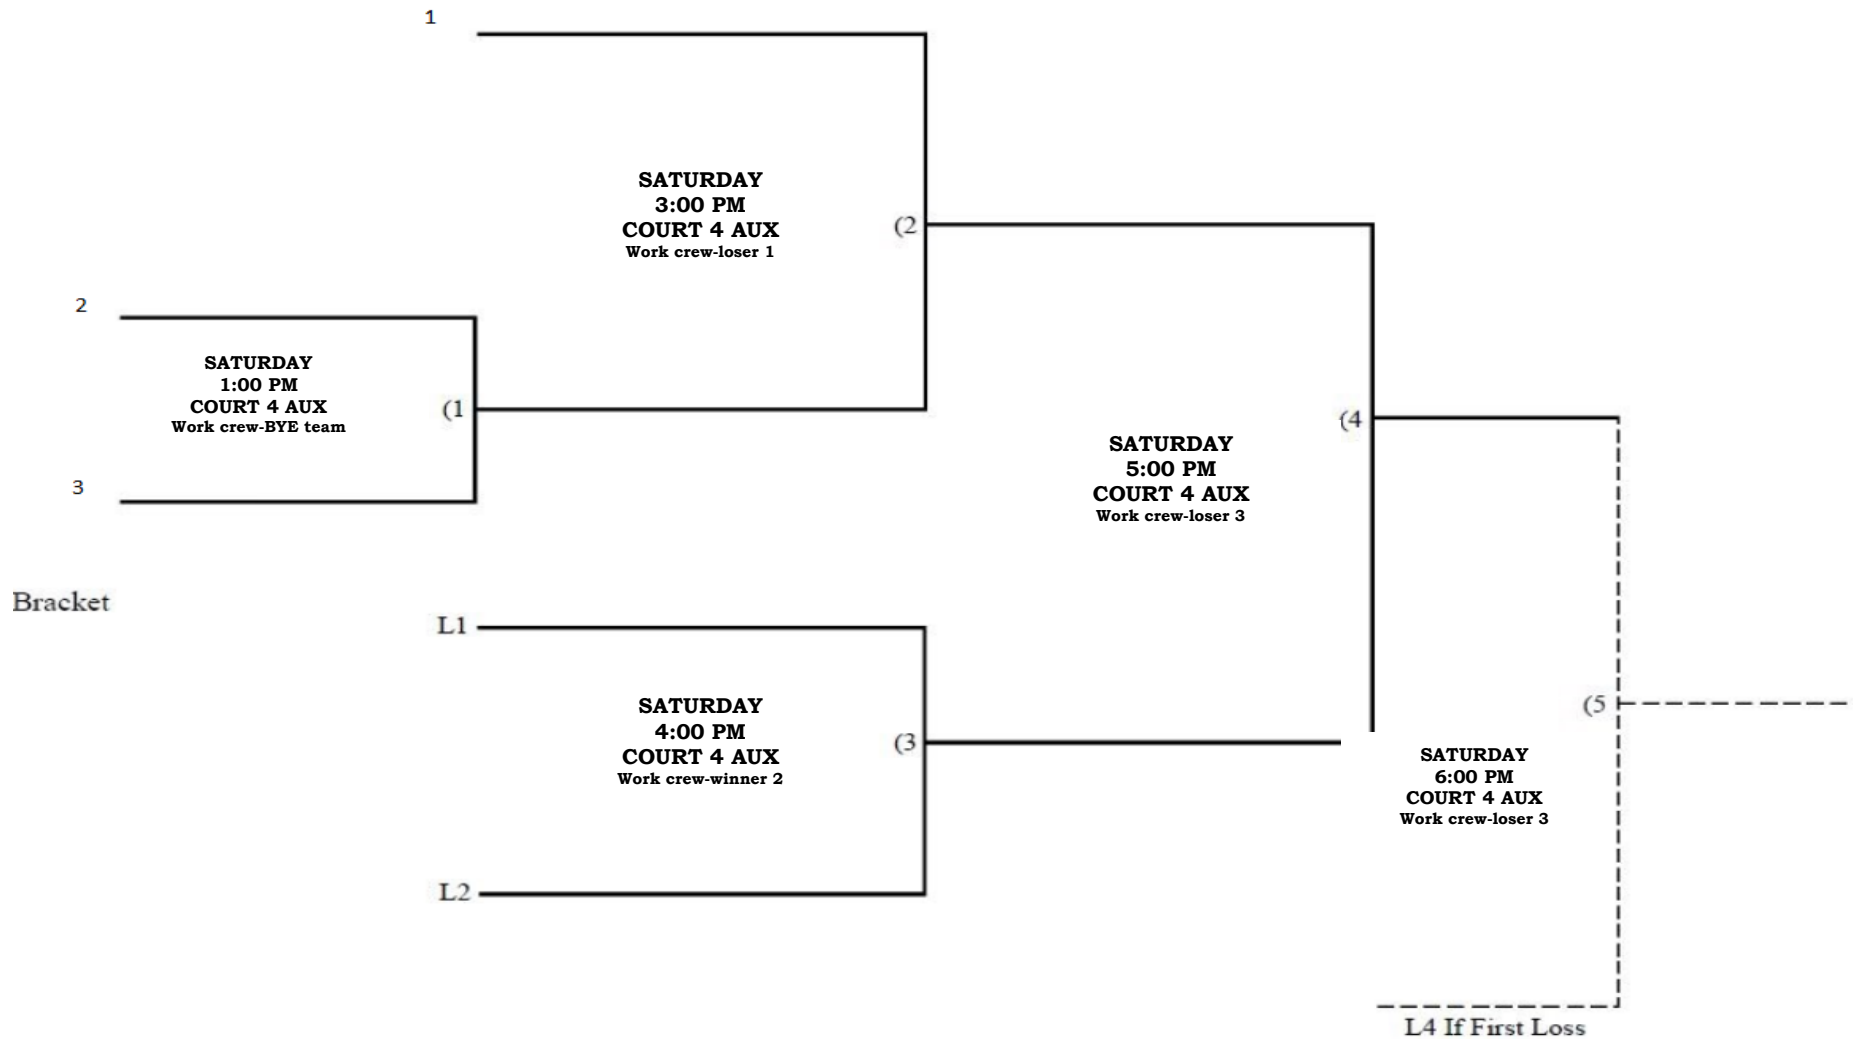 1
SATURDAY
3:00 PM
COURT 4 AUX
Work crew-loser 1
(2
2
SATURDAY
1:00 PM
COURT 4 AUX
Work crew-BYE team
(1
3
(4
SATURDAY
5:00 PM
COURT 4 AUX
Work crew-loser 3
Bracket
L1
SATURDAY
4:00 PM
COURT 4 AUX
Work crew-winner 2
(3
L2
(5
SATURDAY
6:00 PM
COURT 4 AUX
Work crew-loser 3
L4 If First Loss